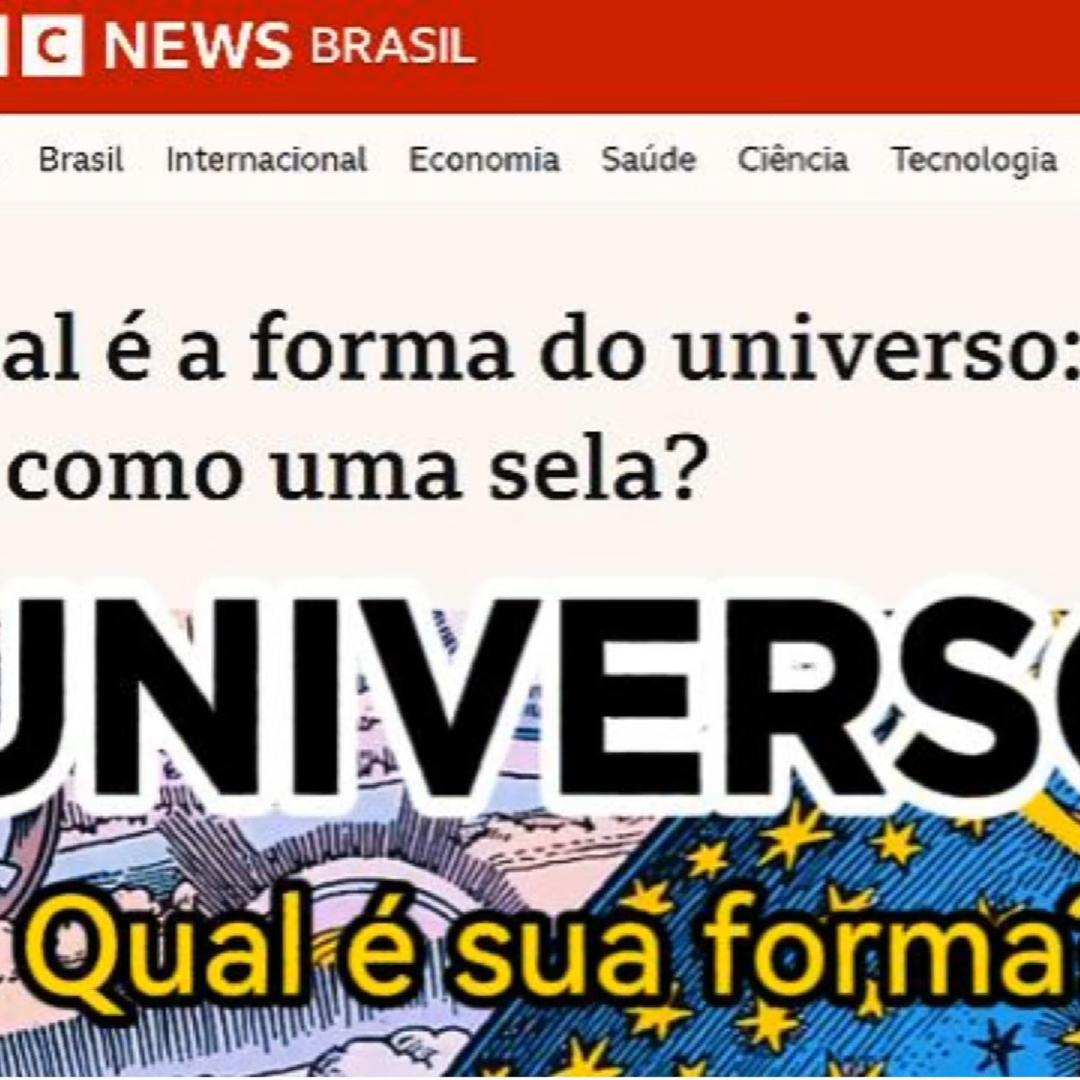 C NEWS BRASIL
Brasil Internacional Economia Saúde Ciência Tecnologia
al é a forma do universo:
como uma sela?
UNIVERSO
Qual é sua forma?